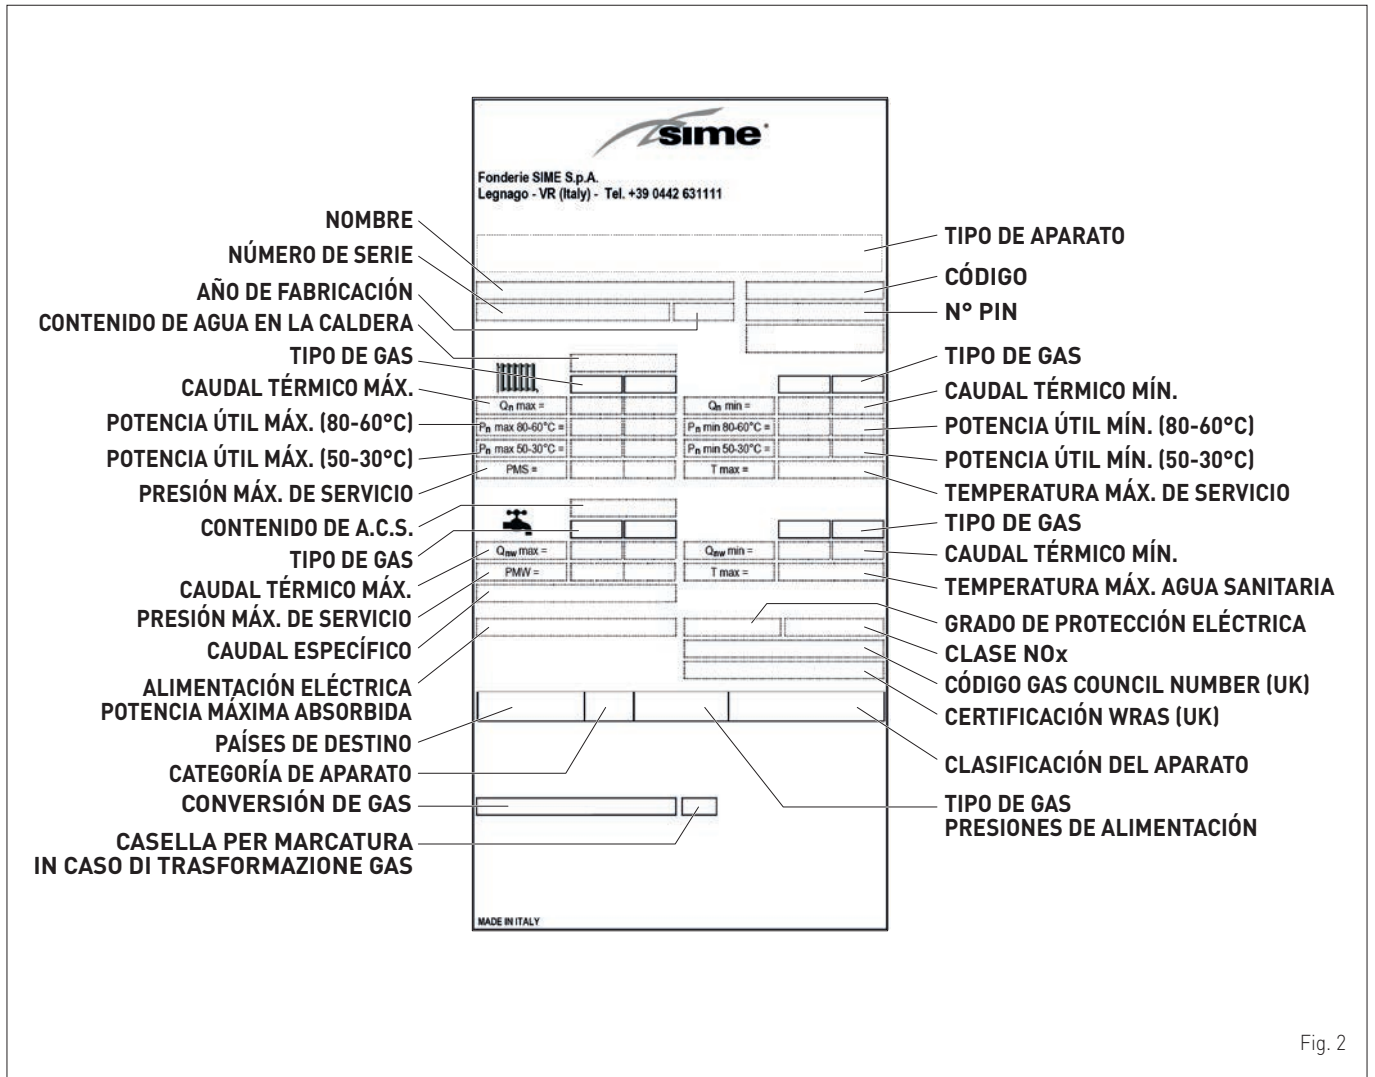 sime
Fonderie SIME S.p.A.
Legnago - VR (Italy) - Tel. +39 0442 631111
NOMBRE
NÚMERO DE SERIE
AÑO DE FABRICACIÓN
CONTENIDO DE AGUA EN LA CALDERA
TIPO DE GAS
CAUDAL TÉRMICO MÁX.
POTENCIA ÚTIL MÁX. (80-60°C)
POTENCIA ÚTIL MÁX. (50-30°C)
PRESIÓN MÁX. DE SERVICIO
CONTENIDO DE A.C.S.
TIPO DE GAS
CAUDAL TÉRMICO MÁX.
PRESIÓN MÁX. DE SERVICIO
CAUDAL ESPECÍFICO
ALIMENTACIÓN ELÉCTRICA
POTENCIA MÁXIMA ABSORBIDA
PAÍSES DE DESTINO
CATEGORÍA DE APARATO
CONVERSIÓN DE GAS
CASELLA PER MARCATURA
IN CASO DI TRASFORMAZIONE GAS
Qn max =
Pn max 80-60°C =
Pn max 50-30°C =
PMS =
Qn min =
Pn min 80-60°C =
Pn min 50-30°C =
T max =
Qnw max =
PMW =
Qnw min =
T max =
MADE IN ITALY
TIPO DE APARATO
CÓDIGO
N° PIN
TIPO DE GAS
CAUDAL TÉRMICO MÍN.
POTENCIA ÚTIL MÍN. (80-60°C)
POTENCIA ÚTIL MÍN. (50-30°C)
TEMPERATURA MÁX. DE SERVICIO
TIPO DE GAS
CAUDAL TÉRMICO MÍN.
TEMPERATURA MÁX. AGUA SANITARIA
GRADO DE PROTECCIÓN ELÉCTRICA
CLASE NOx
CÓDIGO GAS COUNCIL NUMBER (UK)
CERTIFICACIÓN WRAS (UK)
CLASIFICACIÓN DEL APARATO
TIPO DE GAS
PRESIONES DE ALIMENTACIÓN
Fig. 2